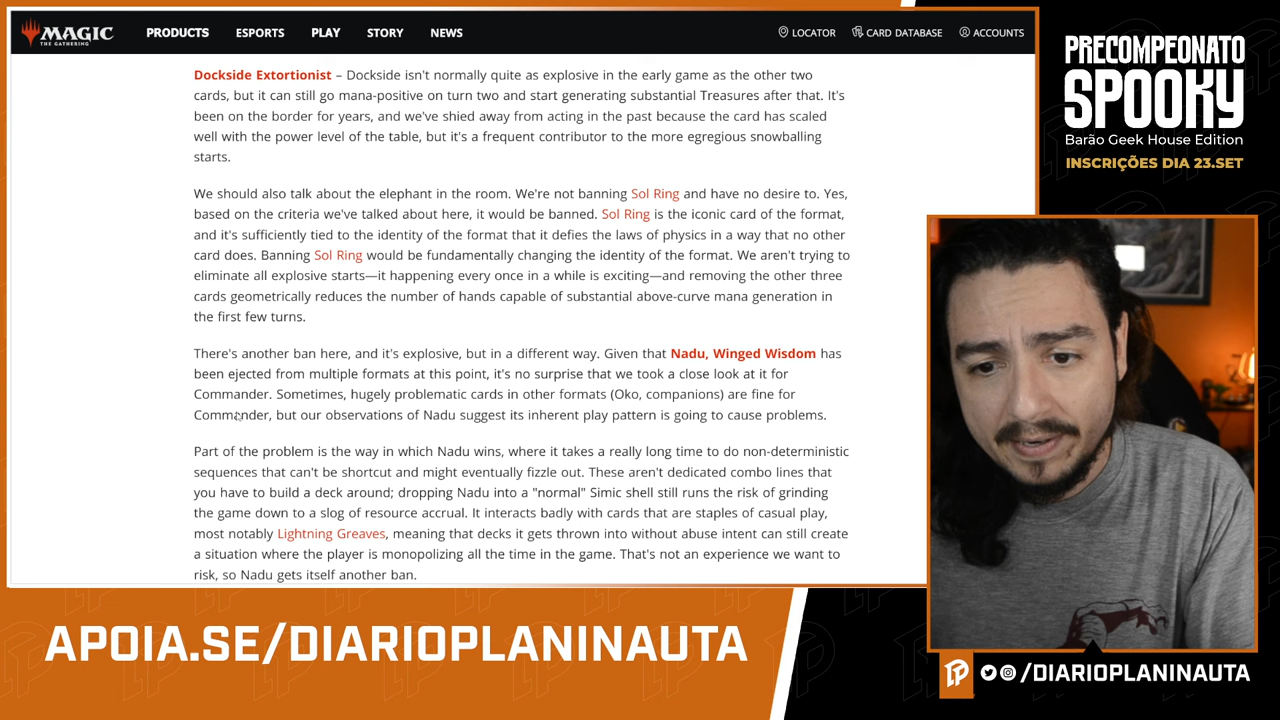 MAGIC
THE GATHERING
PRODUCTS
ESPORTS
PLAY
STORY
NEWS
LOCATOR
CARD DATABASE
ACCOUNTS
Dockside Extortionist – Dockside isn't normally quite as explosive in the early game as the other two
cards, but it can still go mana-positive on turn two and start generating substantial Treasures after that. It's
been on the border for years, and we've shied away from acting in the past because the card has scaled
well with the power level of the table, but it's a frequent contributor to the more egregious snowballing
starts.
We should also talk about the elephant in the room. We're not banning Sol Ring and have no desire to. Yes,
based on the criteria we've talked about here, it would be banned. Sol Ring is the iconic card of the format,
and it's sufficiently tied to the identity of the format that it defies the laws of physics in a way that no other
card does. Banning Sol Ring would be fundamentally changing the identity of the format. We aren't trying to
eliminate all explosive starts—it happening every once in a while is exciting—and removing the other three
cards geometrically reduces the number of hands capable of substantial above-curve mana generation in
the first few turns.
There's another ban here, and it's explosive, but in a different way. Given that Nadu, Winged Wisdom has
been ejected from multiple formats at this point, it's no surprise that we took a close look at it for
Commander. Sometimes, hugely problematic cards in other formats (Oko, companions) are fine for
Commander, but our observations of Nadu suggest its inherent play pattern is going to cause problems.
Part of the problem is the way in which Nadu wins, where it takes a really long time to do non-deterministic
sequences that can't be shortcut and might eventually fizzle out. These aren't dedicated combo lines that
you have to build a deck around; dropping Nadu into a "normal" Simic shell still runs the risk of grinding
the game down to a slog of resource accrual. It interacts badly with cards that are staples of casual play,
most notably Lightning Greaves, meaning that decks it gets thrown into without abuse intent can still create
a situation where the player is monopolizing all the time in the game. That's not an experience we want to
risk, so Nadu gets itself another ban.
PRECOMPEONATO
SPOOKY
Barão Geek House Edition
INSCRIÇÕES DIA 23.SET
APOIA.SE/DIARIOPLANINAUTA
/DIARIOPLANINAUTA